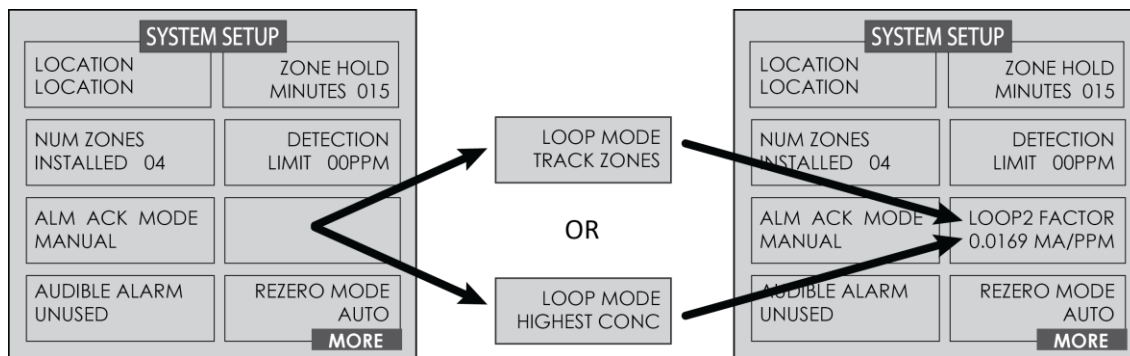 SYSTEM SETUP
LOCATION
LOCATION
ZONE HOLD
MINUTES 015
NUM ZONES
INSTALLED 04
DETECTION
LIMIT 00PPM
ALM ACK MODE
MANUAL
AUDIBLE ALARM
UNUSED
REZERO MODE
AUTO
MORE
LOOP MODE
TRACK ZONES
OR
LOOP MODE
HIGHEST CONC
SYSTEM SETUP
LOCATION
LOCATION
ZONE HOLD
MINUTES 015
NUM ZONES
INSTALLED 04
DETECTION
LIMIT 00PPM
ALM ACK MODE
MANUAL
LOOP2 FACTOR
0.0169 MA/PPM
AUDIBLE ALARM
UNUSED
REZERO MODE
AUTO
MORE